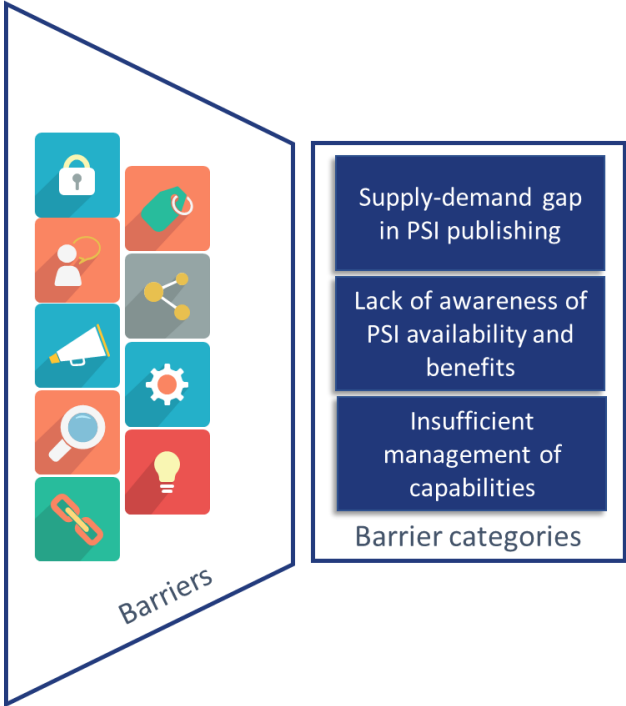 Supply-demand gap
in PSI publishing
Lack of awareness of
PSI availability and
benefits
Insufficient
management of
capabilities
Barrier categories
Barriers